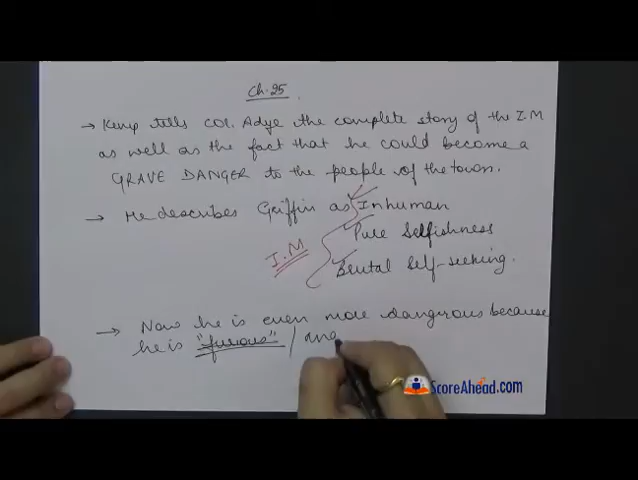 Ch. 25
→ Kemp tells COl. Adye the complete story of the I.M
as well as the fact that he could become a
GRAVE DANGER to the people of the town.
→ He describes Griffin as Inhuman
Pure Selfishness
I.M
Brutal Self-seeking.
→ Now he is even more dangerous because
he is "furious" / ang
ScoreAhead.com